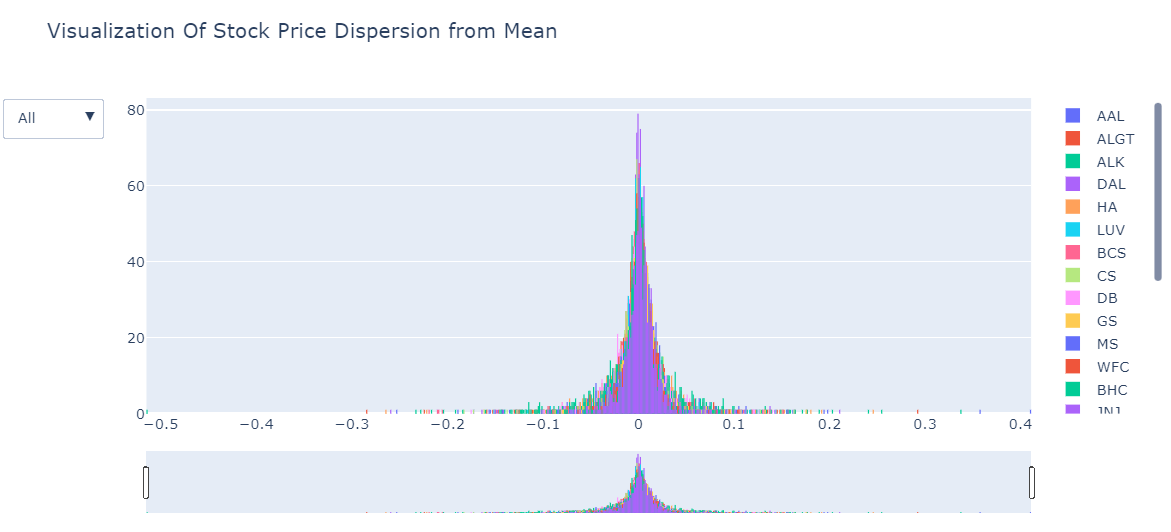 Visualization Of Stock Price Dispersion from Mean
All ▼
80
60
40
20
0
−0.5 −0.4 −0.3 −0.2 −0.1 0 0.1 0.2 0.3 0.4
AAL
ALGT
ALK
DAL
HA
LUV
BCS
CS
DB
GS
MS
WFC
BHC
JNJ